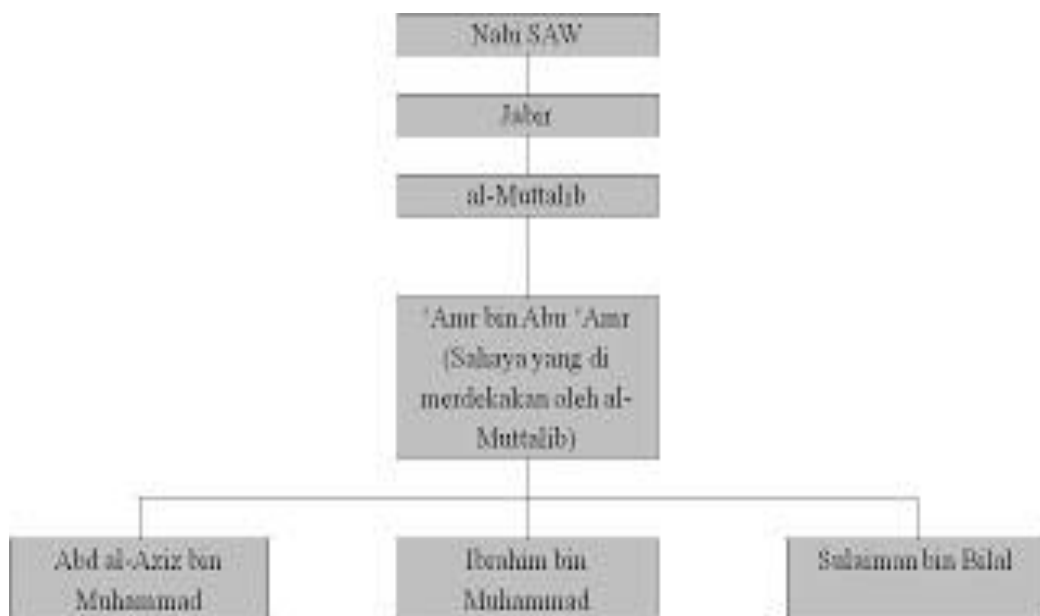 Nabi SAW
Jabir
al-Muttalib
'Amr bin Abu 'Amr
(Sahaya yang di
merdekakan oleh al-
Muttalib)
Abd al-Aziz bin
Muhammad
Ibrahim bin
Muhammad
Sulaiman bin Bilal